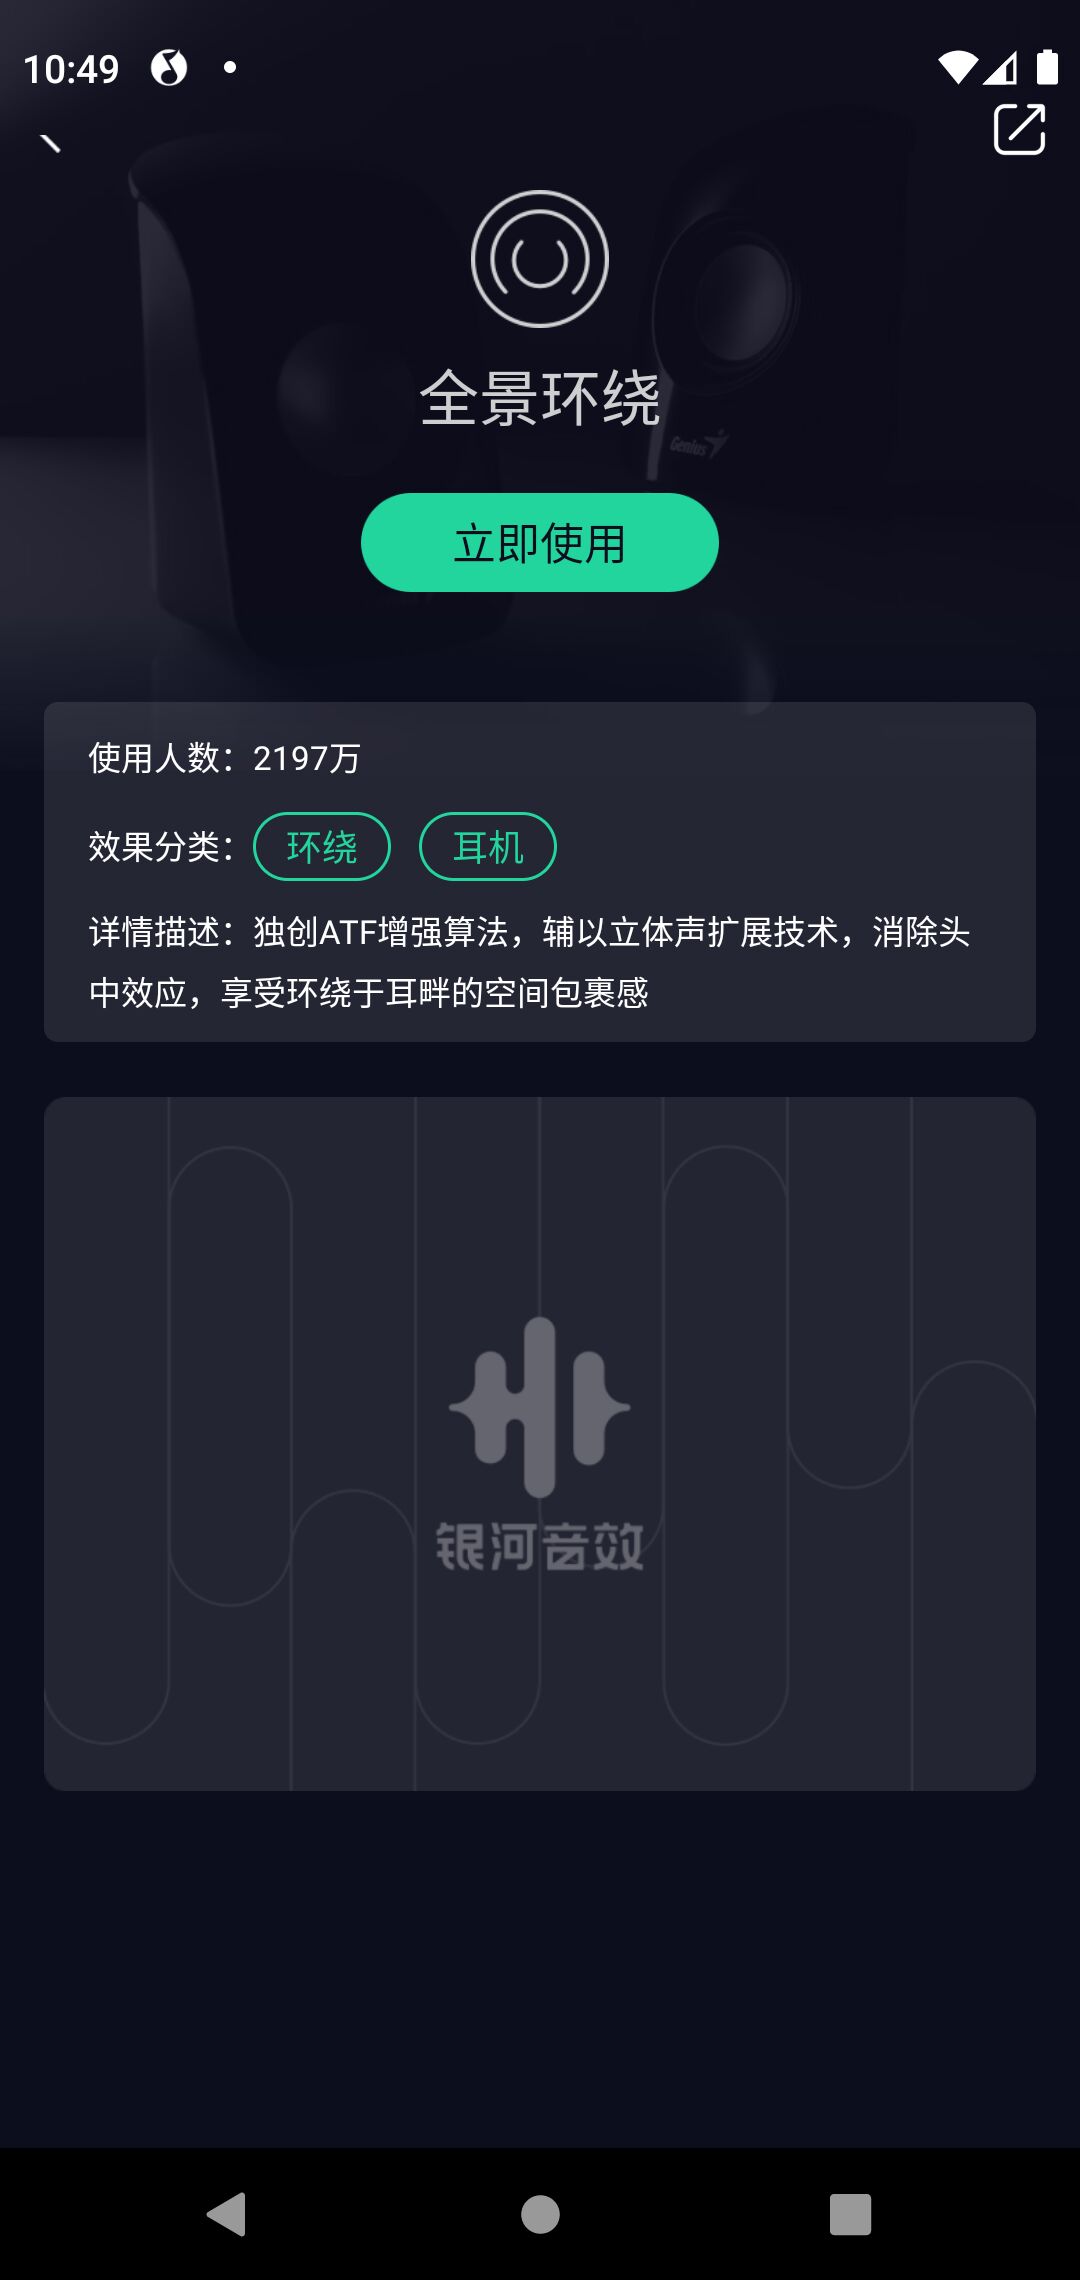 10:49
全景环绕
Genius
立即使用
使用人数：2197万
效果分类：环绕 耳机
详情描述：独创ATF增强算法，辅以立体声扩展技术，消除头
中效应，享受环绕于耳畔的空间包裹感
银河音效